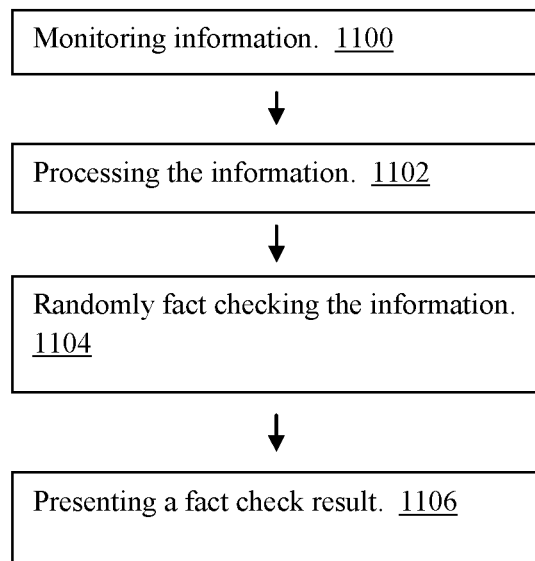 Monitoring information. 1100
Processing the information. 1102
Randomly fact checking the information.
1104
Presenting a fact check result. 1106